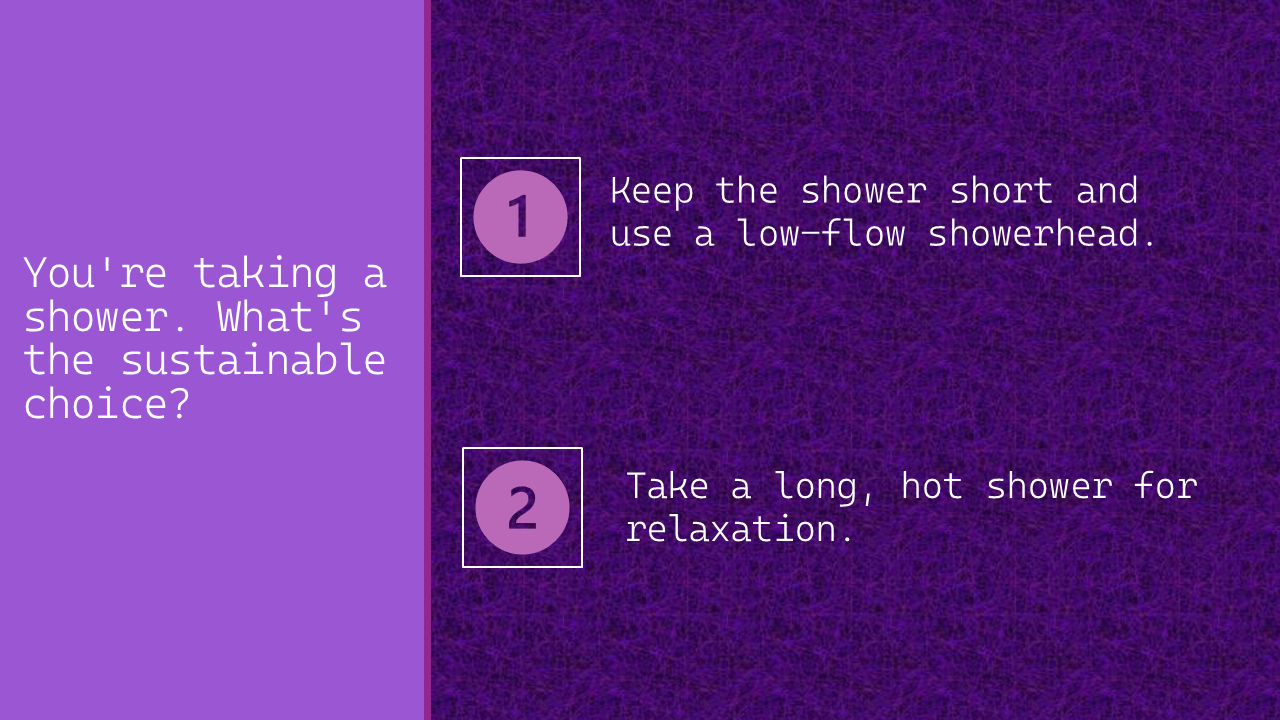 You're taking a
shower. What's
the sustainable
choice?
1
Keep the shower short and
use a low-flow showerhead.
2
Take a long, hot shower for
relaxation.